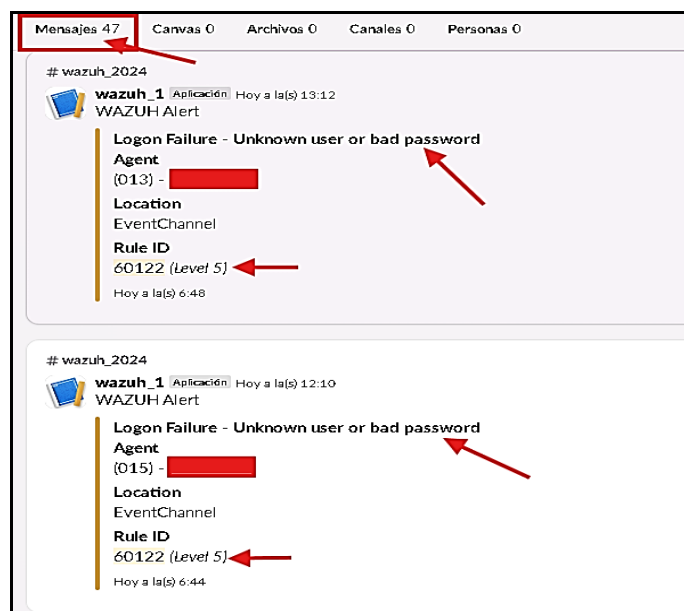 Mensajes 47 Canvas 0 Archivos 0 Canales 0 Personas 0
# wazuh_2024
wazuh_1 Aplicación Hoy a la(s) 13:12
WAZUH Alert
Logon Failure - Unknown user or bad password
Agent
(013) -
Location
EventChannel
Rule ID
60122 (Level 5)
Hoy a la(s) 6:48
# wazuh_2024
wazuh_1 Aplicación Hoy a la(s) 12:10
WAZUH Alert
Logon Failure - Unknown user or bad password
Agent
(015) -
Location
EventChannel
Rule ID
60122 (Level 5)
Hoy a la(s) 6:44